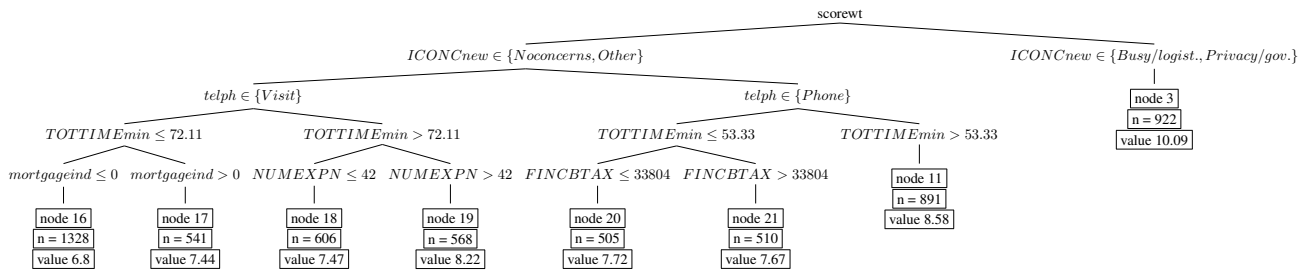 scorewt
ICONCnew ∈ {Noconcerns, Other}
ICONCnew ∈ {Busy/logist., Privacy/gov.}
telph ∈ {Visit}
telph ∈ {Phone}
node 3
n = 922
value 10.09
TOTTIMEmin ≤ 72.11
TOTTIMEmin > 72.11
TOTTIMEmin ≤ 53.33
TOTTIMEmin > 53.33
mortgageind ≤ 0
mortgageind > 0
NUMEXPN ≤ 42
NUMEXPN > 42
FINCBTAX ≤ 33804
FINCBTAX > 33804
node 11
n = 891
value 8.58
node 16
n = 1328
value 6.8
node 17
n = 541
value 7.44
node 18
n = 606
value 7.47
node 19
n = 568
value 8.22
node 20
n = 505
value 7.72
node 21
n = 510
value 7.67